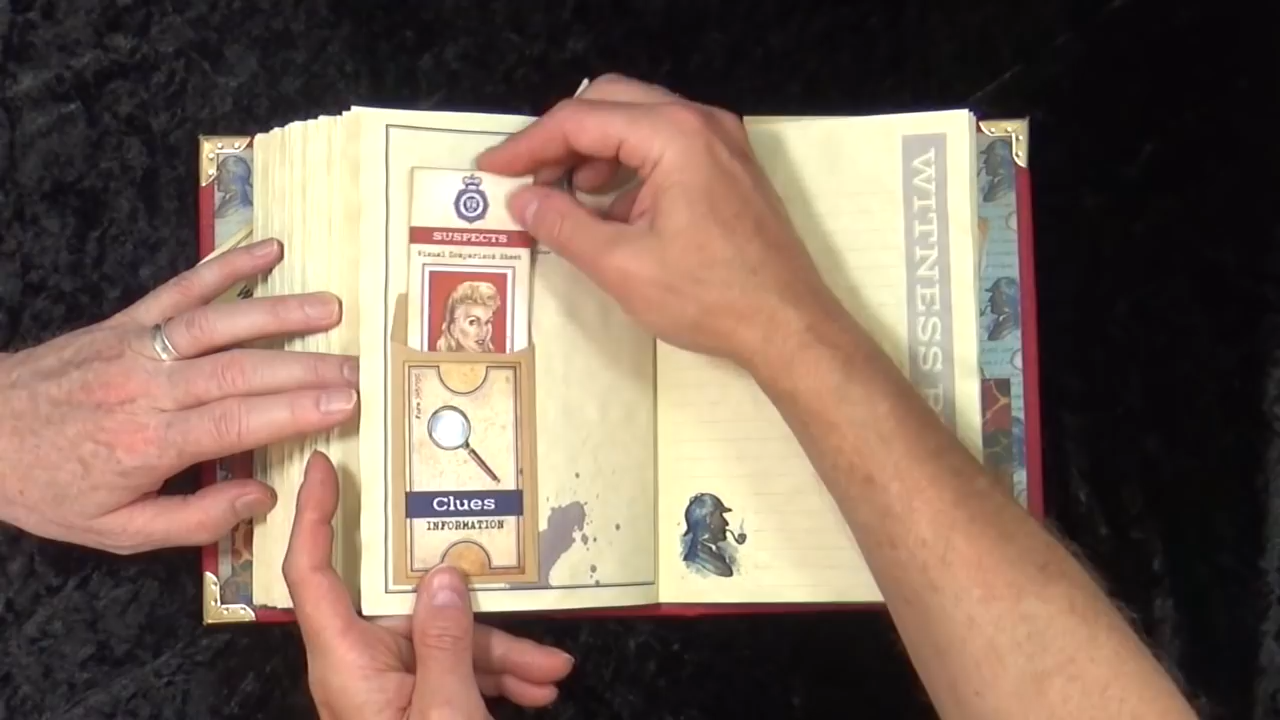 SUSPECTS
Visual Comparison Sheet
Clues
INFORMATION
WITNESS